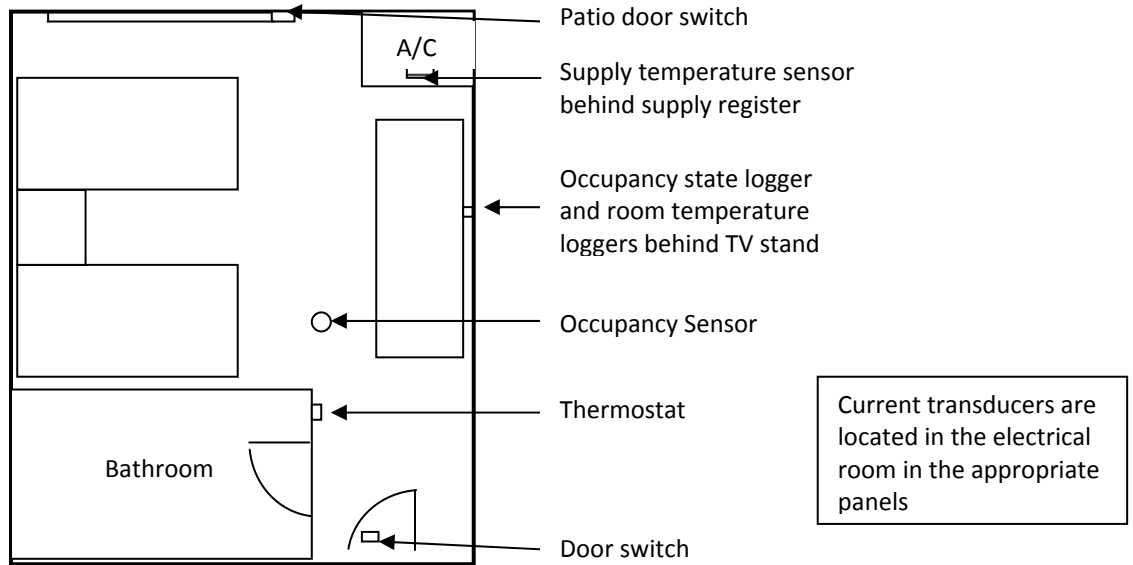 Patio door switch
A/C
Supply temperature sensor
behind supply register
Occupancy state logger
and room temperature
loggers behind TV stand
Occupancy Sensor
Thermostat
Current transducers are
located in the electrical
room in the appropriate
panels
Bathroom
Door switch